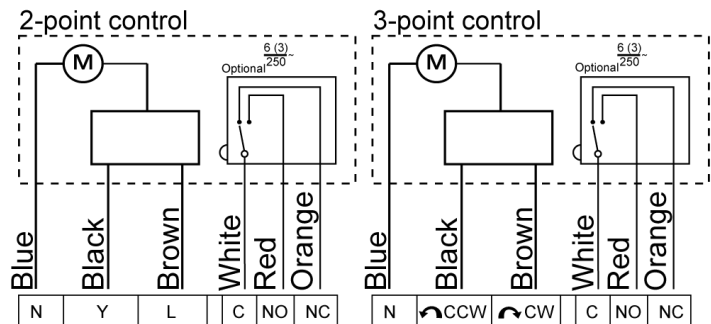 2-point control
3-point control
M
Optional
6 (3)
250~
M
Optional
6 (3)
250~
Blue
Black
Brown
White
Red
Orange
Blue
Black
Brown
White
Red
Orange
N Y L C NO NC
N CCW CW C NO NC